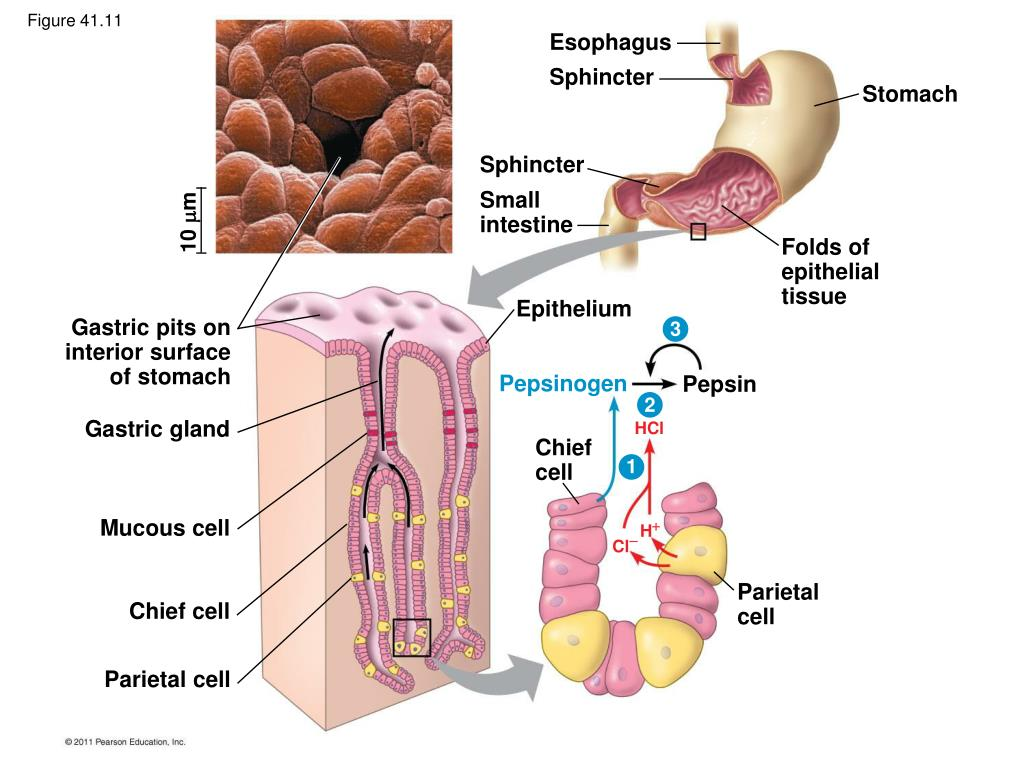 Figure 41.11
Esophagus
Sphincter
Stomach
Sphincter
Small
intestine
10 μm
Folds of
epithelial
tissue
Epithelium
Gastric pits on
interior surface
of stomach
3
Pepsinogen
Pepsin
2
HCl
Gastric gland
Chief
cell
1
Mucous cell
H+
Cl−
Chief cell
Parietal
cell
Parietal cell
© 2011 Pearson Education, Inc.